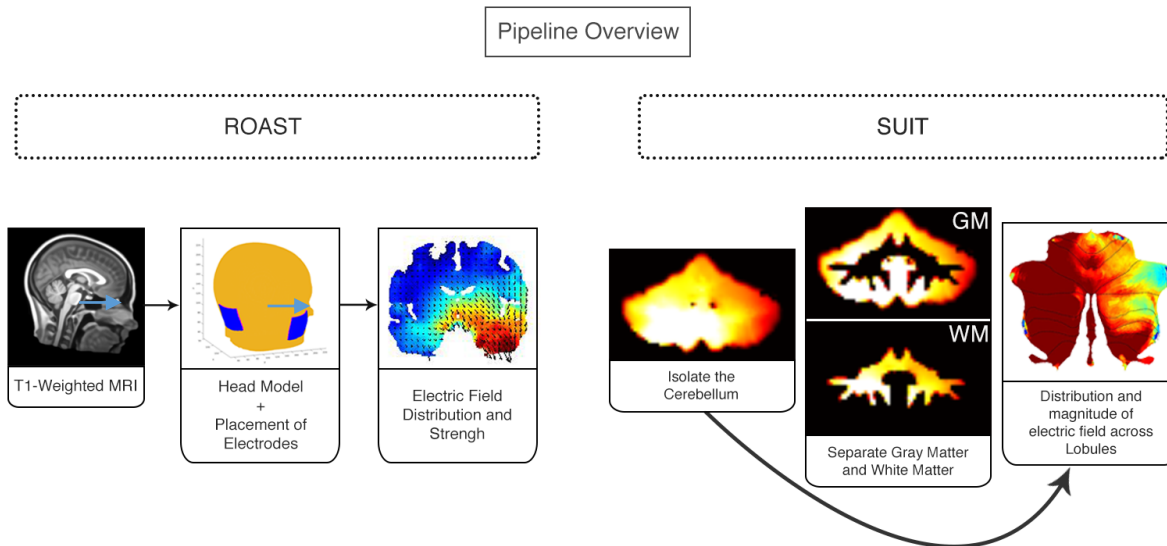 Pipeline Overview
ROAST
SUIT
T1-Weighted MRI
Head Model
+
Placement of
Electrodes
Electric Field
Distribution and
Strengh
Isolate the
Cerebellum
GM
WM
Separate Gray Matter
and White Matter
Distribution and
magnitude of
electric field across
Lobules